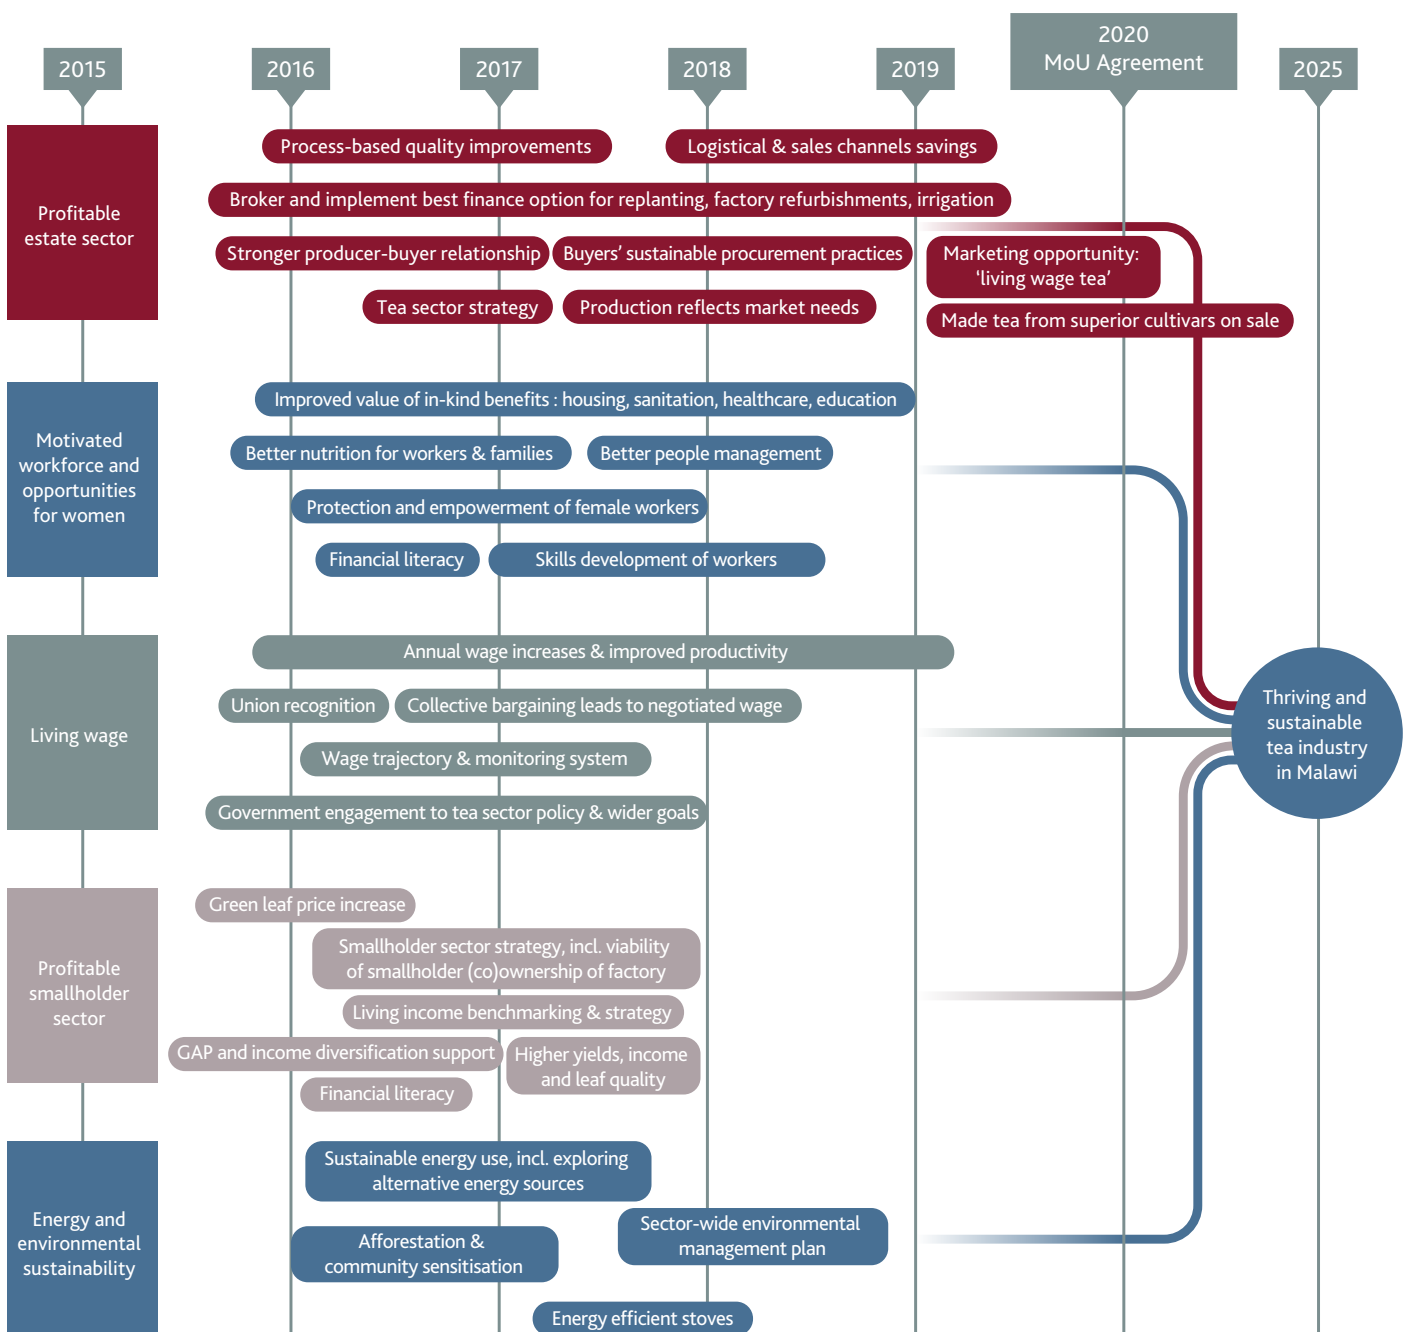 2015
2016
2017
2018
2019
2020
MoU Agreement
2025
Profitable
estate sector
Process-based quality improvements
Logistical & sales channels savings
Broker and implement best finance option for replanting, factory refurbishments, irrigation
Stronger producer-buyer relationship
Buyers’ sustainable procurement practices
Marketing opportunity:
‘living wage tea’
Tea sector strategy
Production reflects market needs
Made tea from superior cultivars on sale
Motivated
workforce and
opportunities
for women
Improved value of in-kind benefits : housing, sanitation, healthcare, education
Better nutrition for workers & families
Better people management
Protection and empowerment of female workers
Financial literacy
Skills development of workers
Living wage
Annual wage increases & improved productivity
Union recognition
Collective bargaining leads to negotiated wage
Wage trajectory & monitoring system
Government engagement to tea sector policy & wider goals
Thriving and
sustainable
tea industry
in Malawi
Profitable
smallholder
sector
Green leaf price increase
Smallholder sector strategy, incl. viability
of smallholder (co)ownership of factory
Living income benchmarking & strategy
GAP and income diversification support
Higher yields, income
and leaf quality
Financial literacy
Energy and
environmental
sustainability
Sustainable energy use, incl. exploring
alternative energy sources
Sector-wide environmental
management plan
Afforestation &
community sensitisation
Energy efficient stoves